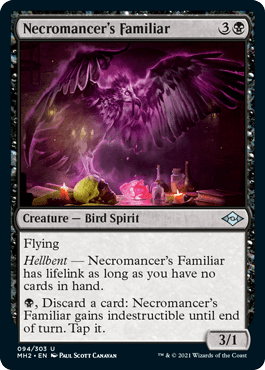 Necromancer's Familiar 3
Creature — Bird Spirit
Flying
Hellbent — Necromancer's Familiar
has lifelink as long as you have no
cards in hand.
, Discard a card: Necromancer's
Familiar gains indestructible until end
of turn. Tap it.
3/1
094/303 U
MH2 • EN Paul Scott Canavan
™ & © 2021 Wizards of the Coast